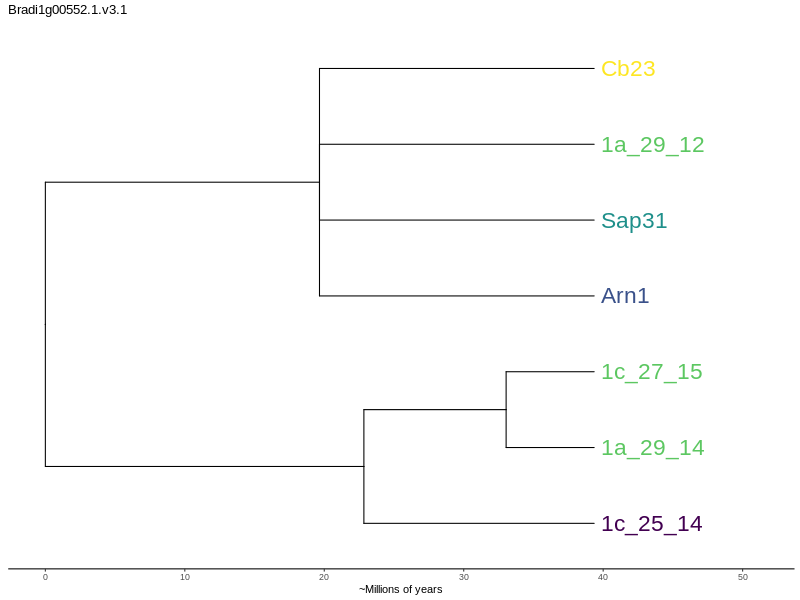 Bradi1g00552.1.v3.1
Cb23
1a_29_12
Sap31
Arn1
1c_27_15
1a_29_14
1c_25_14
0 10 20 30 40 50
~Millions of years